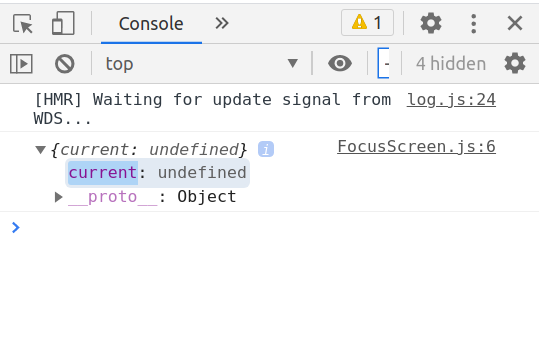 Console » 1
top - 4 hidden
[HMR] Waiting for update signal from log.js:24
WDS...
▼{current: undefined} i FocusScreen.js:6
current: undefined
▶__proto__: Object
>